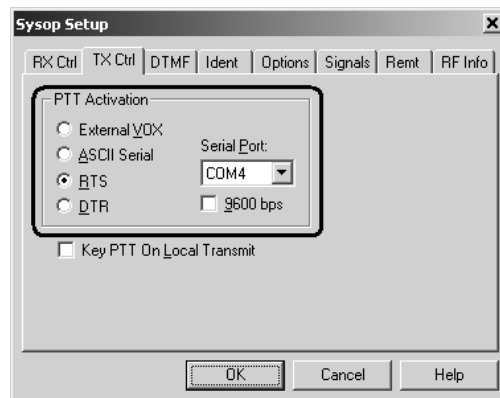 Sysop Setup
RX Ctrl TX Ctrl DTMF Ident Options Signals Remt RF Info
PTT Activation
External VOX
ASCII Serial
RTS
DTR
Serial Port:
COM4
9600 bps
Key PTT On Local Transmit
OK Cancel Help